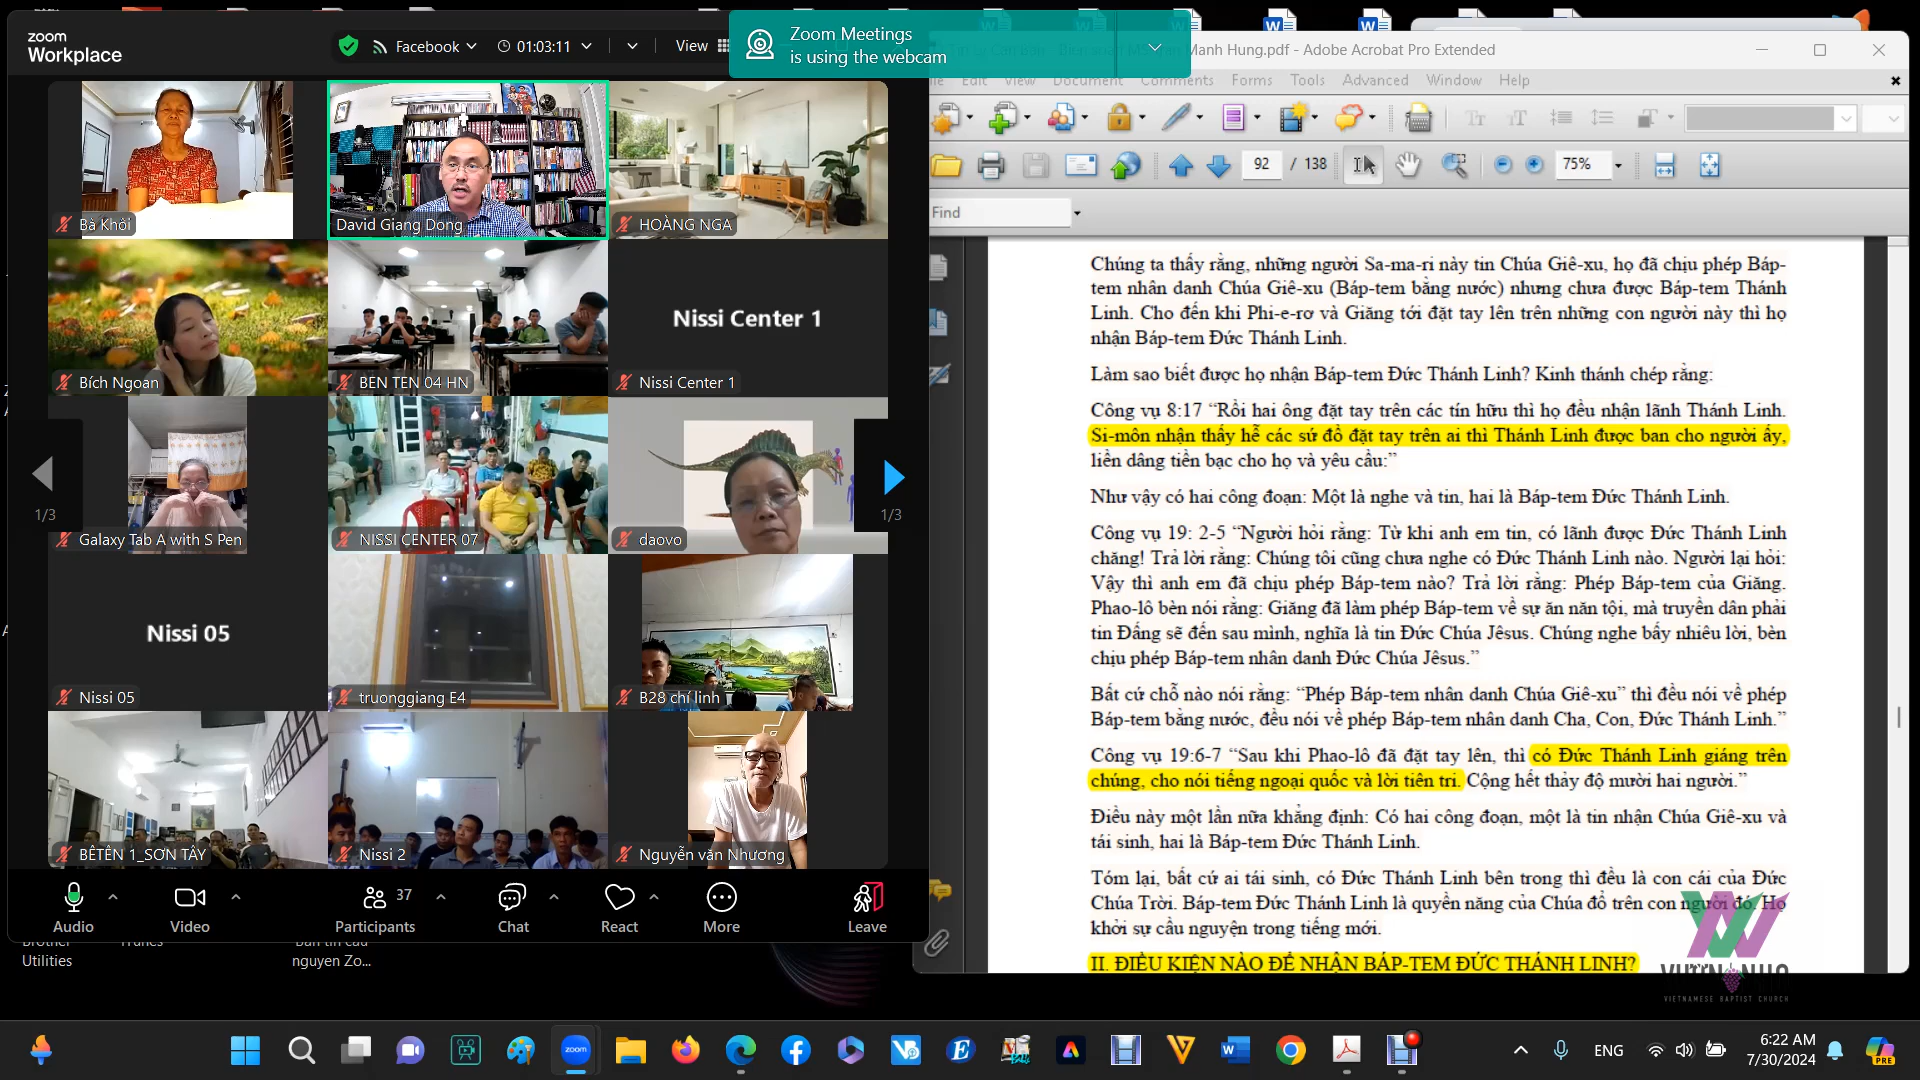 zoom
Workplace
Facebook
01:03:11
View
Zoom Meetings
is using the webcam
Manh Hung.pdf - Adobe Acrobat Pro Extended
Edit View Document Comments Forms Tools Advanced Window Help
92 / 138
75%
Find
Bà Khôi
David Giang Dong
HOÀNG NGA
Bích Ngoan
BEN TEN 04 HN
Nissi Center 1
Nissi Center 1
1/3
Galaxy Tab A with S Pen
NISSI CENTER 07
daovo
1/3
Nissi 05
Nissi 05
truonggiang E4
B28 chí linh
BÊTÊN 1_SƠN TÂY
Nissi 2
Nguyễn văn Nhương
37
Audio
Video
Participants
Chat
React
More
Leave
Utilities
nguyen Zo...
Chúng ta thấy rằng, những người Sa-ma-ri này tin Chúa Giê-xu, họ đã chịu phép Báp-
tem nhân danh Chúa Giê-xu (Báp-tem bằng nước) nhưng chưa được Báp-tem Thánh
Linh. Cho đến khi Phi-e-rơ và Giăng tới đặt tay lên trên những con người này thì họ
nhận Báp-tem Đức Thánh Linh.
Làm sao biết được họ nhận Báp-tem Đức Thánh Linh? Kinh thánh chép rằng:
Công vụ 8:17 “Rồi hai ông đặt tay trên các tín hữu thì họ đều nhận lãnh Thánh Linh.
Si-môn nhận thấy hễ các sứ đồ đặt tay trên ai thì Thánh Linh được ban cho người ấy,
liền dâng tiền bạc cho họ và yêu cầu:”
Như vậy có hai công đoạn: Một là nghe và tin, hai là Báp-tem Đức Thánh Linh.
Công vụ 19: 2-5 “Người hỏi rằng: Từ khi anh em tin, có lãnh được Đức Thánh Linh
chăng! Trả lời rằng: Chúng tôi cũng chưa nghe có Đức Thánh Linh nào. Người lại hỏi:
Vậy thì anh em đã chịu phép Báp-tem nào? Trả lời rằng: Phép Báp-tem của Giăng.
Phao-lô bèn nói rằng: Giăng đã làm phép Báp-tem về sự ăn năn tội, mà truyền dân phải
tin Đấng sẽ đến sau mình, nghĩa là tin Đức Chúa Jêsus. Chúng nghe bấy nhiêu lời, bèn
chịu phép Báp-tem nhân danh Đức Chúa Jêsus.”
Bất cứ chỗ nào nói rằng: “Phép Báp-tem nhân danh Chúa Giê-xu” thì đều nói về phép
Báp-tem bằng nước, đều nói về phép Báp-tem nhân danh Cha, Con, Đức Thánh Linh.”
Công vụ 19:6-7 “Sau khi Phao-lô đã đặt tay lên, thì có Đức Thánh Linh giáng trên
chúng, cho nói tiếng ngoại quốc và lời tiên tri. Cộng hết thảy độ mười hai người.”
Điều này một lần nữa khẳng định: Có hai công đoạn, một là tin nhận Chúa Giê-xu và
tái sinh, hai là Báp-tem Đức Thánh Linh.
Tóm lại, bất cứ ai tái sinh, có Đức Thánh Linh bên trong thì đều là con cái của Đức
Chúa Trời. Báp-tem Đức Thánh Linh là quyền năng của Chúa đổ trên con người đó. Họ
khởi sự cầu nguyện trong tiếng mới.
II. ĐIỀU KIỆN NÀO ĐỂ NHẬN BÁP-TEM ĐỨC THÁNH LINH?
VIETNAMESE BAPTIST CHURCH
ENG
6:22 AM
7/30/2024